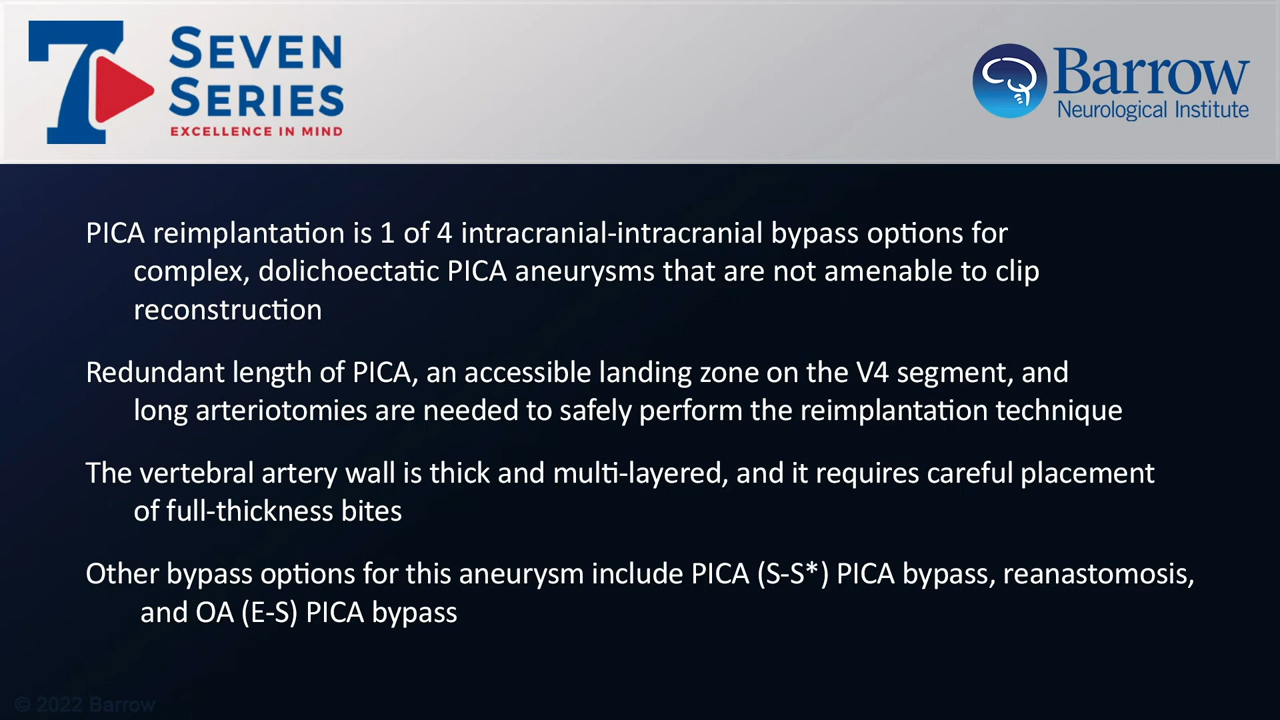 7 SEVEN
SERIES
EXCELLENCE IN MIND
Barrow
Neurological Institute
PICA reimplantation is 1 of 4 intracranial-intracranial bypass options for
complex, dolichoectatic PICA aneurysms that are not amenable to clip
reconstruction
Redundant length of PICA, an accessible landing zone on the V4 segment, and
long arteriotomies are needed to safely perform the reimplantation technique
The vertebral artery wall is thick and multi-layered, and it requires careful placement
of full-thickness bites
Other bypass options for this aneurysm include PICA (S-S*) PICA bypass, reanastomosis,
and OA (E-S) PICA bypass
© 2022 Barrow